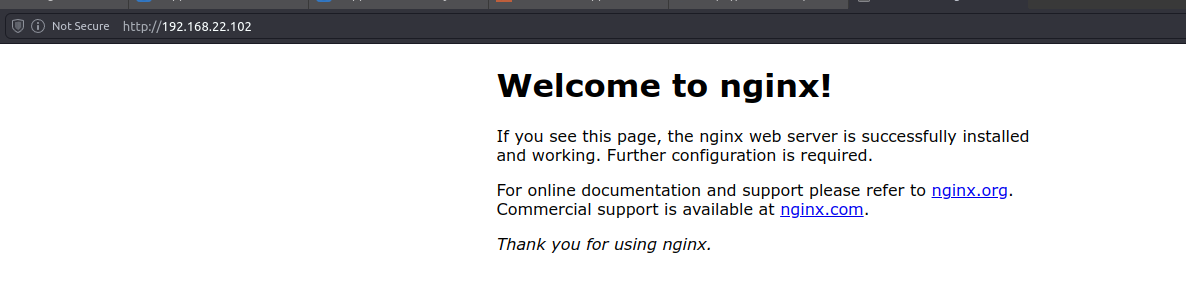 Not Secure http://192.168.22.102
Welcome to nginx!
If you see this page, the nginx web server is successfully installed
and working. Further configuration is required.
For online documentation and support please refer to nginx.org.
Commercial support is available at nginx.com.
Thank you for using nginx.